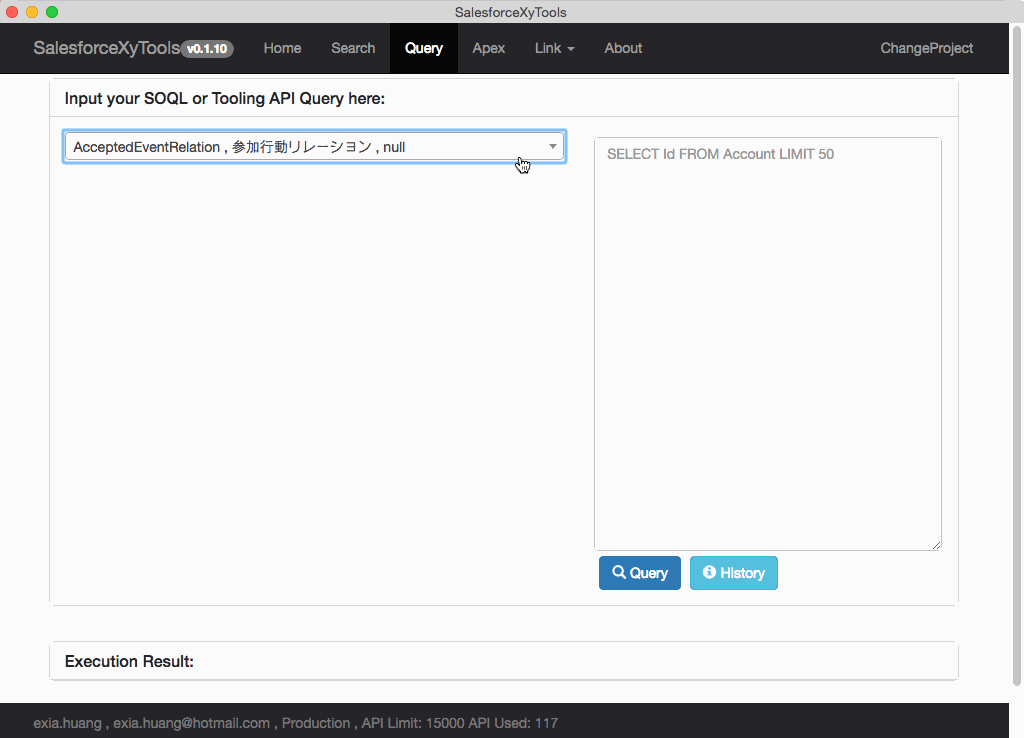 SalesforceXyTools
SalesforceXyTools v0.1.10 Home Search Query Apex Link About ChangeProject
Input your SOQL or Tooling API Query here:
AcceptedEventRelation , 参加行動リレーション , null
SELECT Id FROM Account LIMIT 50
Query History
Execution Result:
exia.huang , exia.huang@hotmail.com , Production , API Limit: 15000 API Used: 117